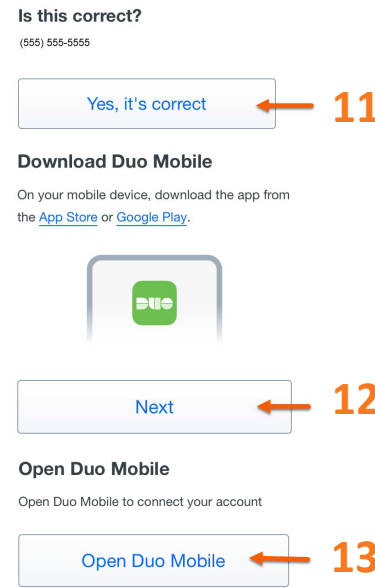 Is this correct?
(555) 555-5555
Yes, it's correct
11
Download Duo Mobile
On your mobile device, download the app from
the App Store or Google Play.
DUO
Next
12
Open Duo Mobile
Open Duo Mobile to connect your account
Open Duo Mobile
13